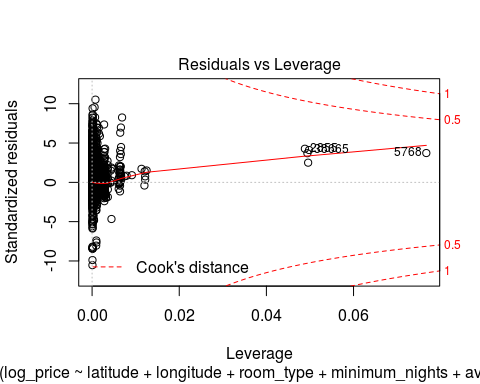 Residuals vs Leverage
Standardized residuals
10
5
0
-5
-10
1
0.5
0.5
1
5768
Cook's distance
0.00
0.02
0.04
0.06
Leverage
(log_price ~ latitude + longitude + room_type + minimum_nights + av